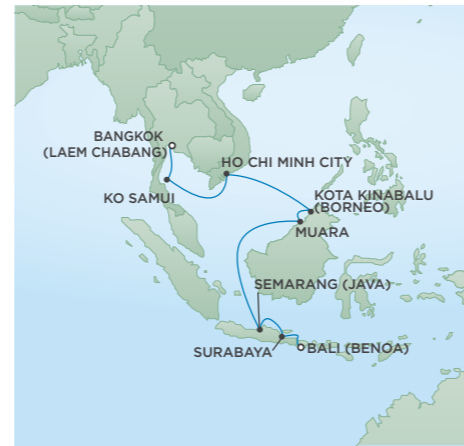 BANGKOK
(LAEM CHABANG)
HO CHI MINH CITY
KO SAMUI
KOTA KINABALU
(BORNEO)
MUARA
SEMARANG (JAVA)
SURABAYA
BALI (BENOA)